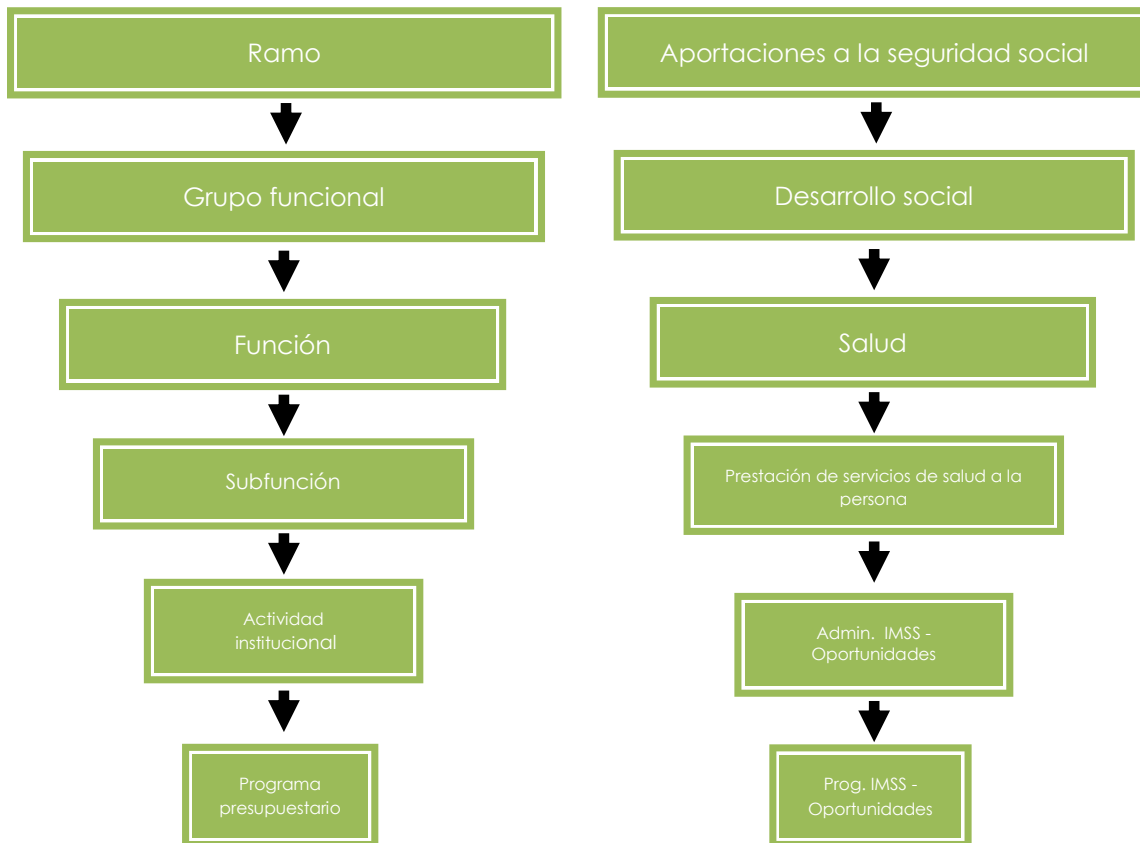 Ramo
Grupo funcional
Función
Subfunción
Actividad
institucional
Programa
presupuestario
Aportaciones a la seguridad social
Desarrollo social
Salud
Prestación de servicios de salud a la
persona
Admin. IMSS -
Oportunidades
Prog. IMSS -
Oportunidades